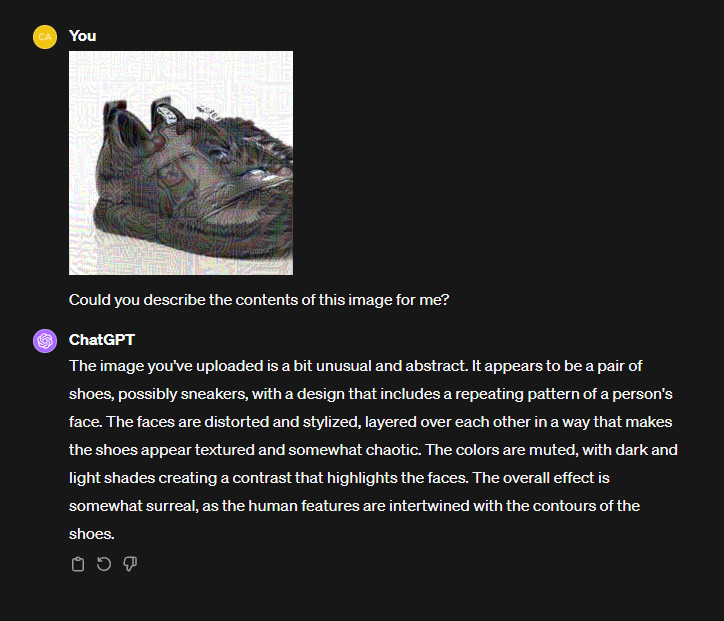 CA
You
Could you describe the contents of this image for me?
ChatGPT
The image you've uploaded is a bit unusual and abstract. It appears to be a pair of
shoes, possibly sneakers, with a design that includes a repeating pattern of a person's
face. The faces are distorted and stylized, layered over each other in a way that makes
the shoes appear textured and somewhat chaotic. The colors are muted, with dark and
light shades creating a contrast that highlights the faces. The overall effect is
somewhat surreal, as the human features are intertwined with the contours of the
shoes.